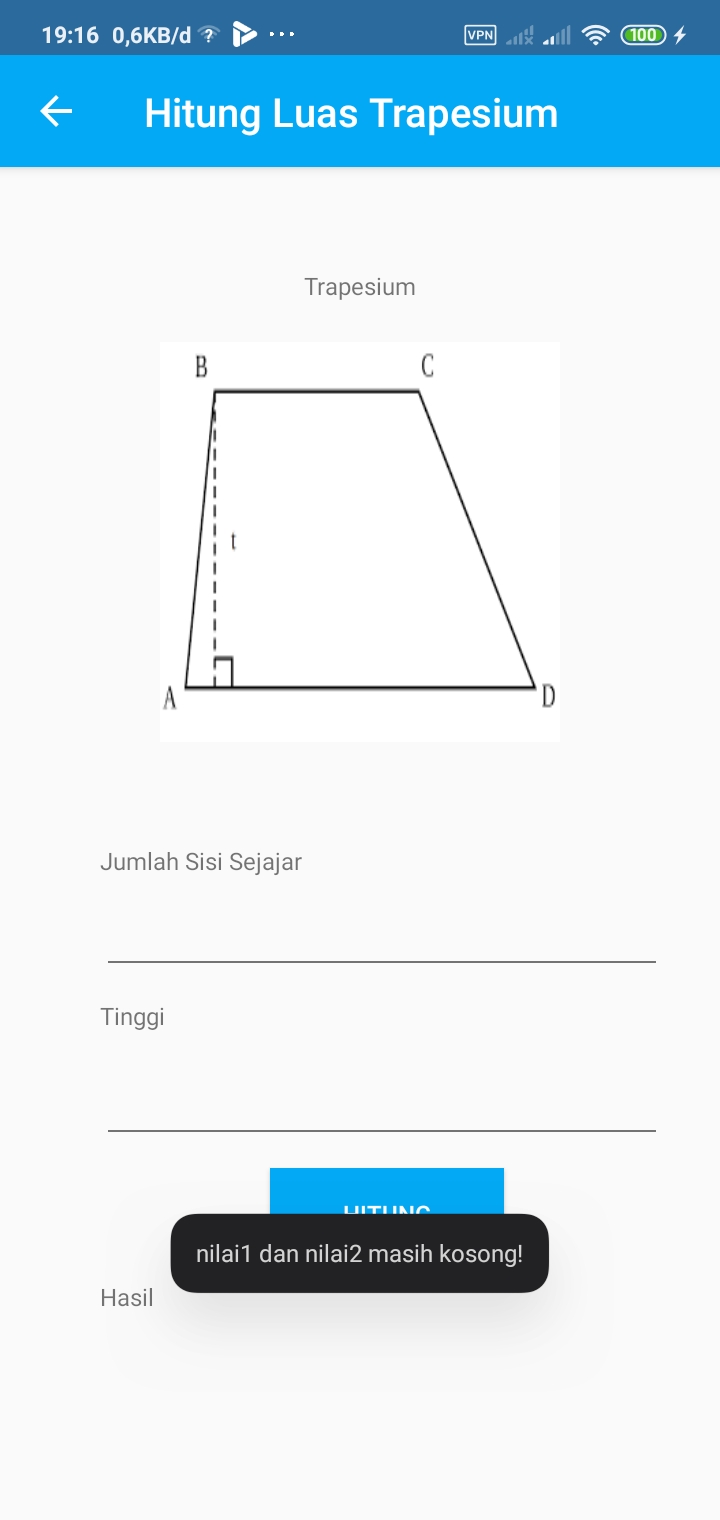 19:16 0,6KB/d ? VPN 100
Hitung Luas Trapesium
Trapesium
B C
t
A D
Jumlah Sisi Sejajar
Tinggi
HITUNG
nilai1 dan nilai2 masih kosong!
Hasil